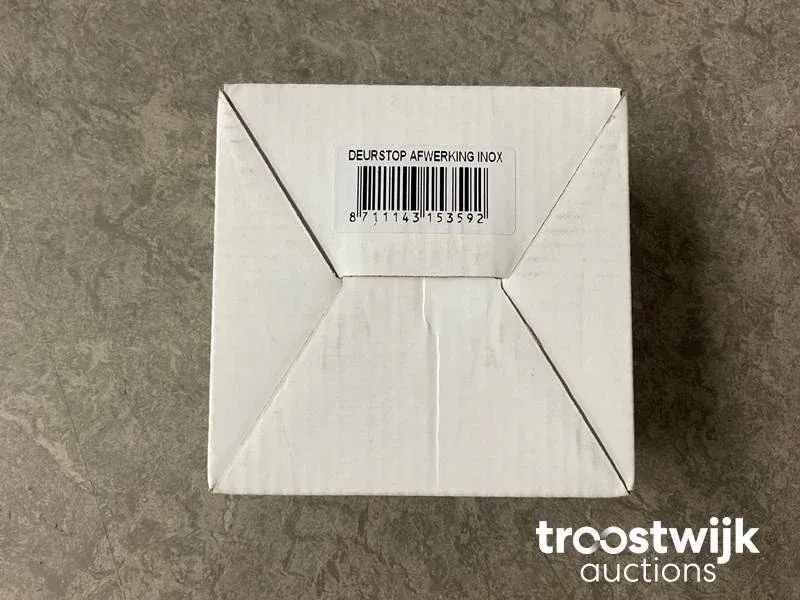 DEURSTOP AFWERKING INOX
8 711143 153592
troostwijk
auctions